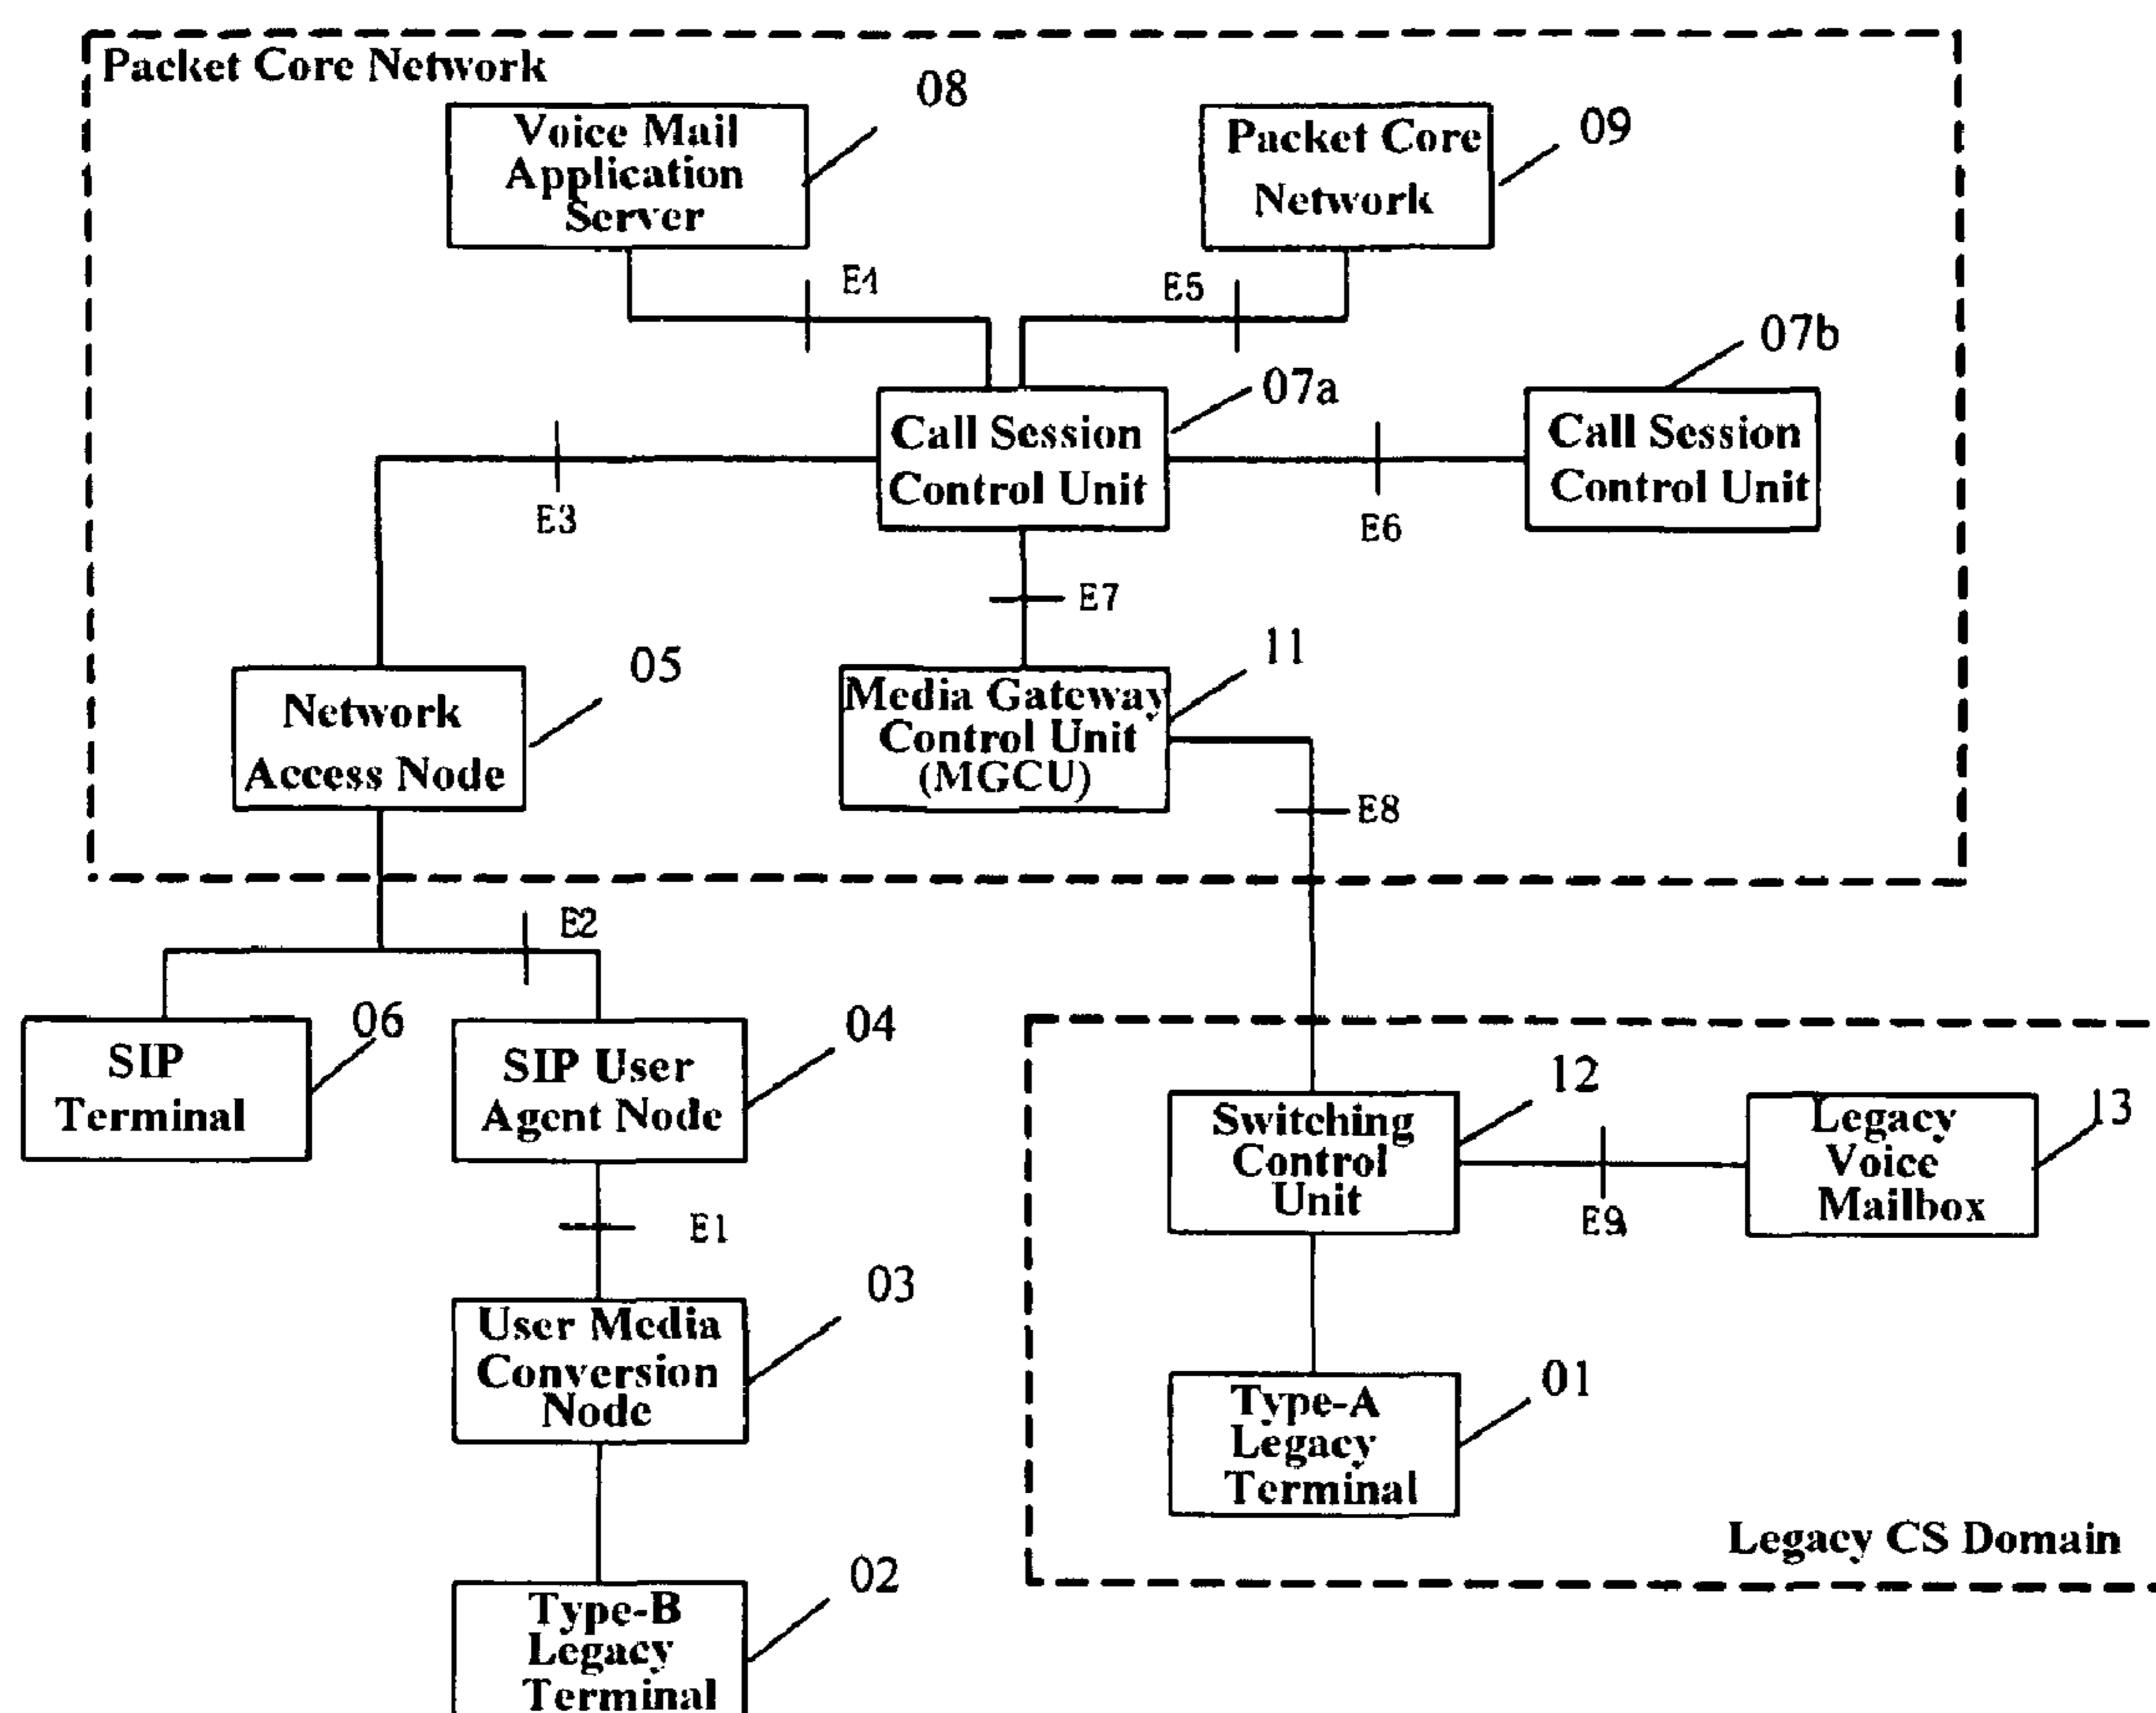 Packet Core Network
08
Voice Mail
Application
Server
Packet Core
Network
09
E4
E5
07b
07a
Call Session
Control Unit
Call Session
Control Unit
E3
E6
E7
11
05
Network
Access Node
Media Gateway
Control Unit
(MGCU)
E8
E2
06
04
SIP
Terminal
SIP User
Agent Node
12
13
Switching
Control
Unit
Legacy
Voice
Mailbox
E1
E9
03
User Media
Conversion
Node
01
Type-A
Legacy
Terminal
Legacy CS Domain
02
Type-B
Legacy
Terminal